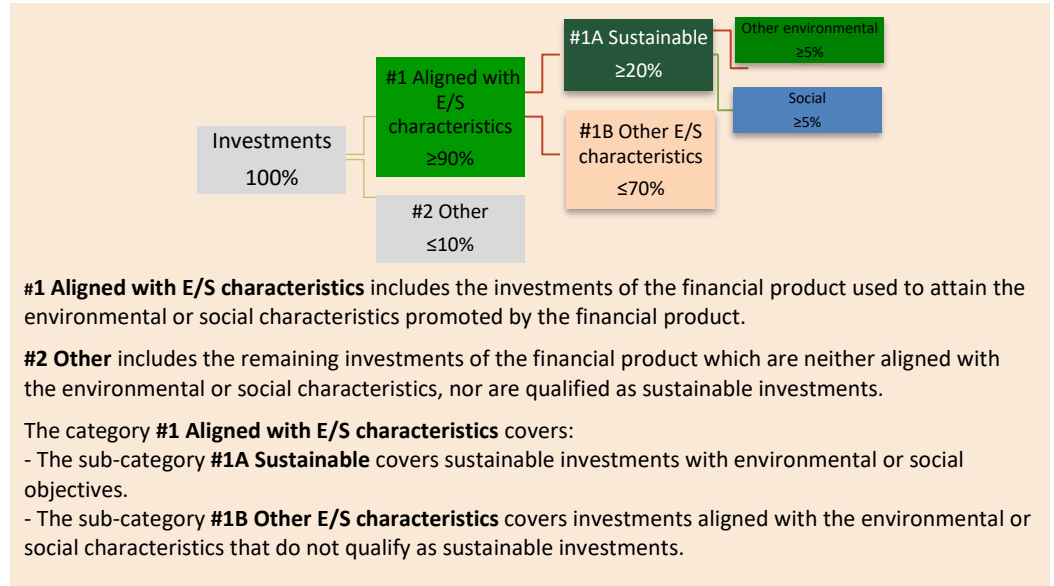 Investments
100%
#1 Aligned with
E/S
characteristics
≥90%
#2 Other
≤10%
#1A Sustainable
≥20%
#1B Other E/S
characteristics
≤70%
Other environmental
≥5%
Social
≥5%
#1 Aligned with E/S characteristics includes the investments of the financial product used to attain the
environmental or social characteristics promoted by the financial product.
#2 Other includes the remaining investments of the financial product which are neither aligned with
the environmental or social characteristics, nor are qualified as sustainable investments.
The category #1 Aligned with E/S characteristics covers:
- The sub-category #1A Sustainable covers sustainable investments with environmental or social
objectives.
- The sub-category #1B Other E/S characteristics covers investments aligned with the environmental or
social characteristics that do not qualify as sustainable investments.